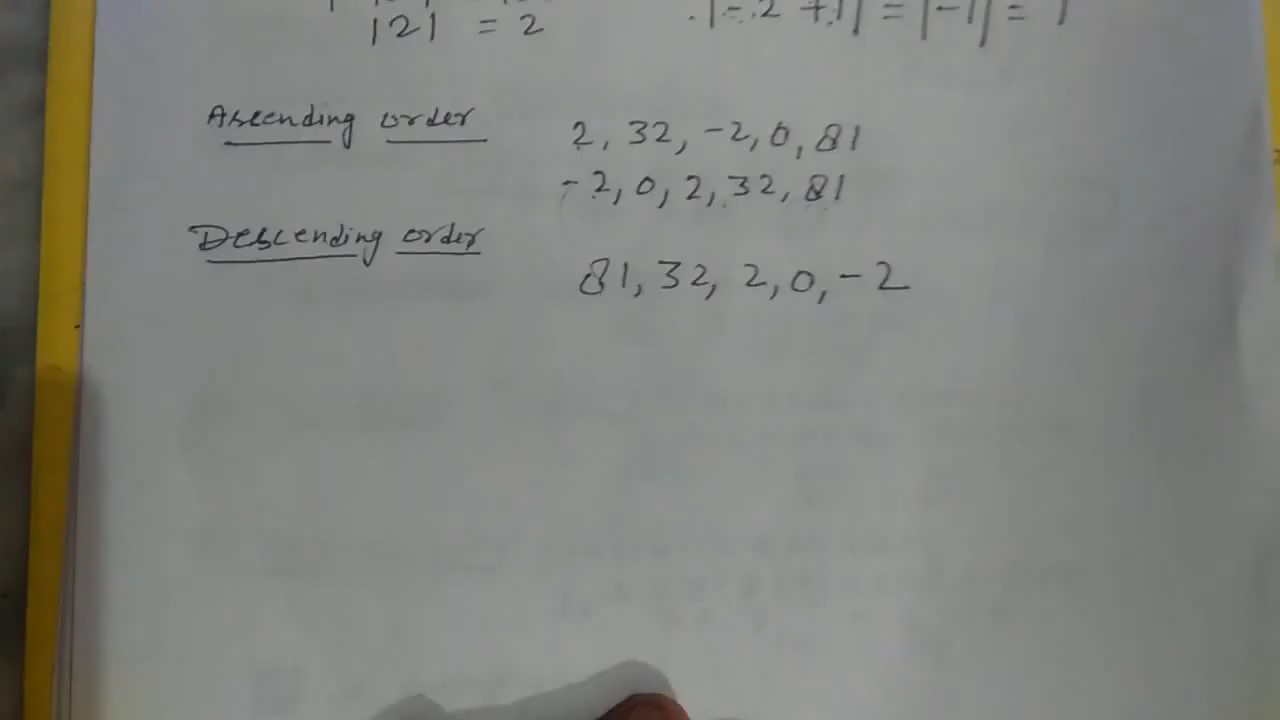 |2| = 2
|-2 + 1| = |-1| = 1
Ascending order 2, 32, -2, 0, 81
-2, 0, 2, 32, 81
Descending order
81, 32, 2, 0, -2